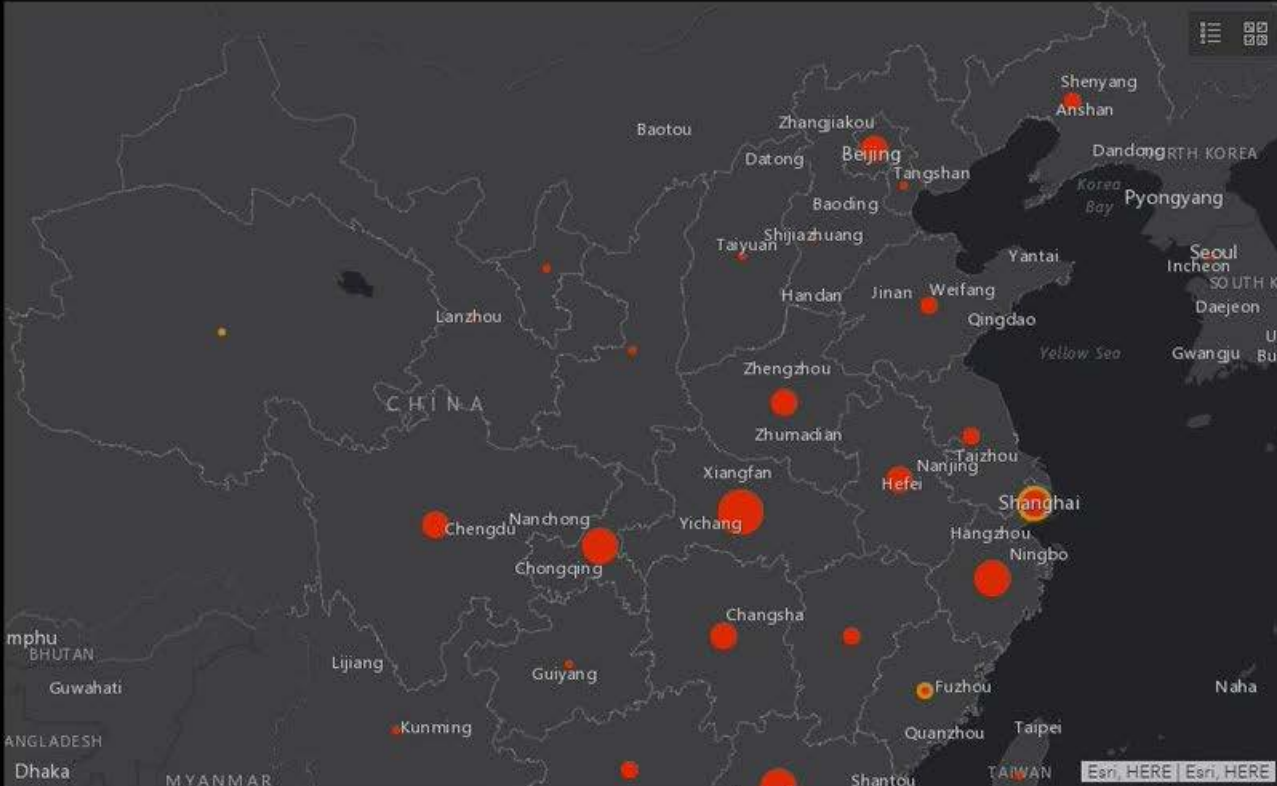 Shenyang
Anshan
Zhangjiakou
Baotou
Beijing
Datong
Dandong
RTH KOREA
Tangshan
Korea
Bay
Pyongyang
Baoding
Shijiazhuang
Taiyuan
Seoul
Incheon
Yantai
SOUTH K
Handan
Jinan
Weifang
Daejeon
Lanzhou
Qingdao
U
Yellow Sea
Gwangju
Bu
Zhengzhou
CHINA
Zhumadian
Taizhou
Nanjing
Xiangfan
Hefei
Shanghai
Nanchong
Yichang
Chengdu
Hangzhou
Ningbo
Chongqing
Changsha
mphu
BHUTAN
Lijiang
Guiyang
Guwahati
Fuzhou
Naha
Kunming
Quanzhou
Taipei
ANGLADESH
Dhaka
MYANMAR
Shantou
TAIWAN
Esri, HERE | Esri, HERE